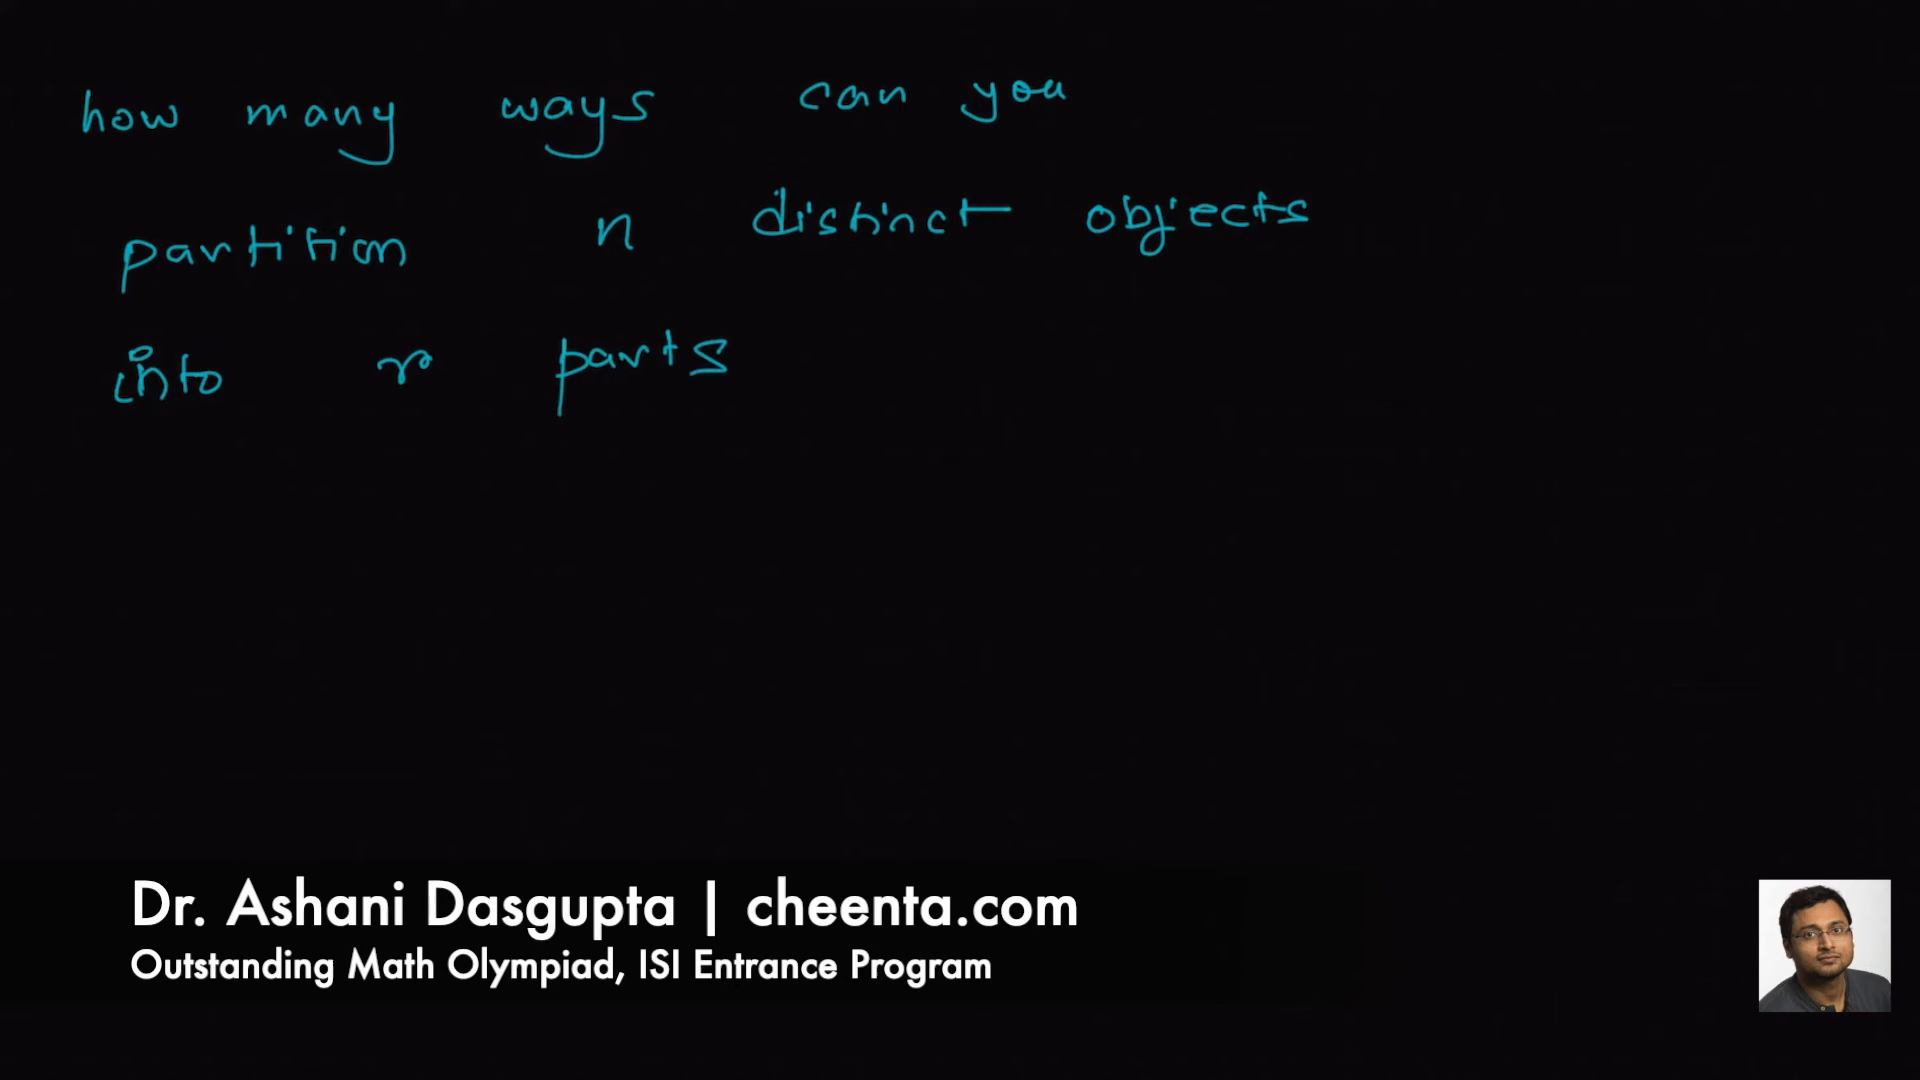 how many ways can you
partition n distinct objects
into r parts
Dr. Ashani Dasgupta | cheenta.com
Outstanding Math Olympiad, ISI Entrance Program